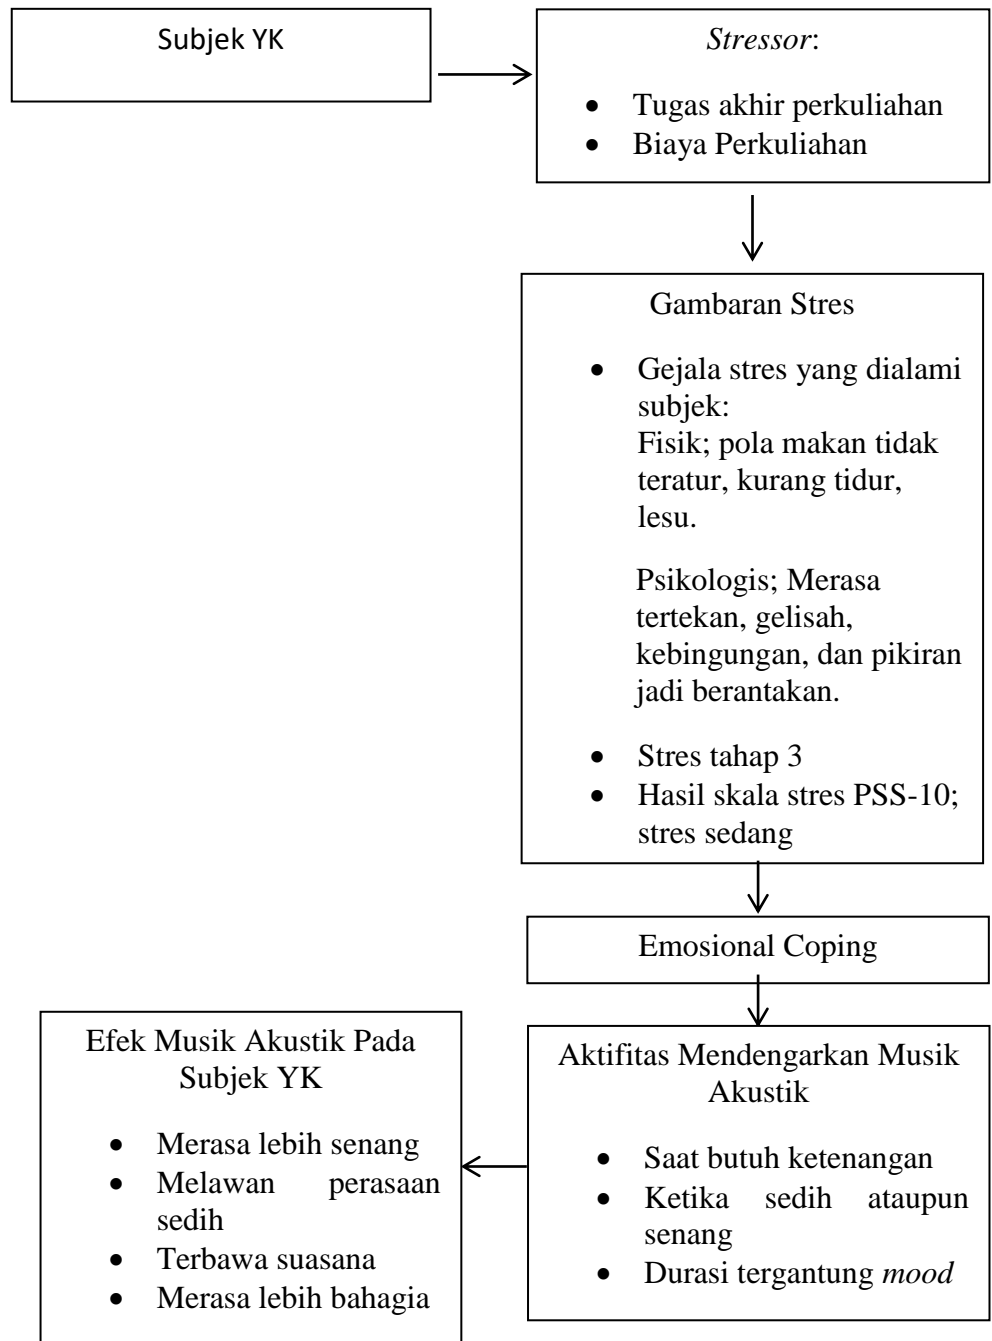 Subjek YK
Stressor:
• Tugas akhir perkuliahan
• Biaya Perkuliahan
Gambaran Stres
• Gejala stres yang dialami
subjek:
Fisik; pola makan tidak
teratur, kurang tidur,
lesu.
Psikologis; Merasa
tertekan, gelisah,
kebingungan, dan pikiran
jadi berantakan.
• Stres tahap 3
• Hasil skala stres PSS-10;
stres sedang
Emosional Coping
Aktifitas Mendengarkan Musik
Akustik
• Saat butuh ketenangan
• Ketika sedih ataupun
senang
• Durasi tergantung mood
Efek Musik Akustik Pada
Subjek YK
• Merasa lebih senang
• Melawan perasaan
sedih
• Terbawa suasana
• Merasa lebih bahagia